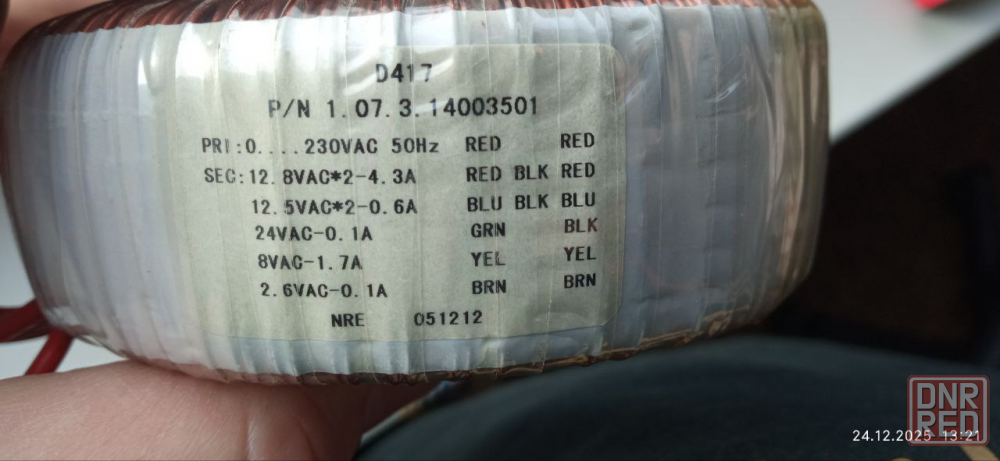 D417
P/N 1.07.3.14003501
PRI:0....230VAC 50Hz RED RED
SEC:12.8VAC*2-4.3A RED BLK RED
12.5VAC*2-0.6A BLU BLK BLU
24VAC-0.1A GRN BLK
8VAC-1.7A YEL YEL
2.6VAC-0.1A BRN BRN
NRE 051212
DNR
RED
24.12.2025 13:21